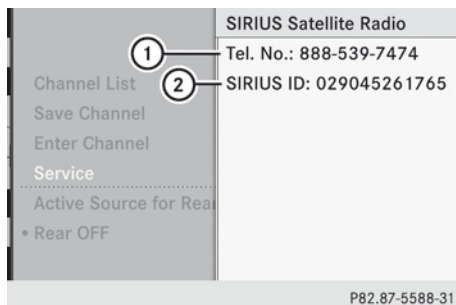 SIRIUS Satellite Radio
1
Tel. No.: 888-539-7474
2
SIRIUS ID: 029045261765
Channel List
Save Channel
Enter Channel
Service
Active Source for Rear
• Rear OFF
P82.87-5588-31